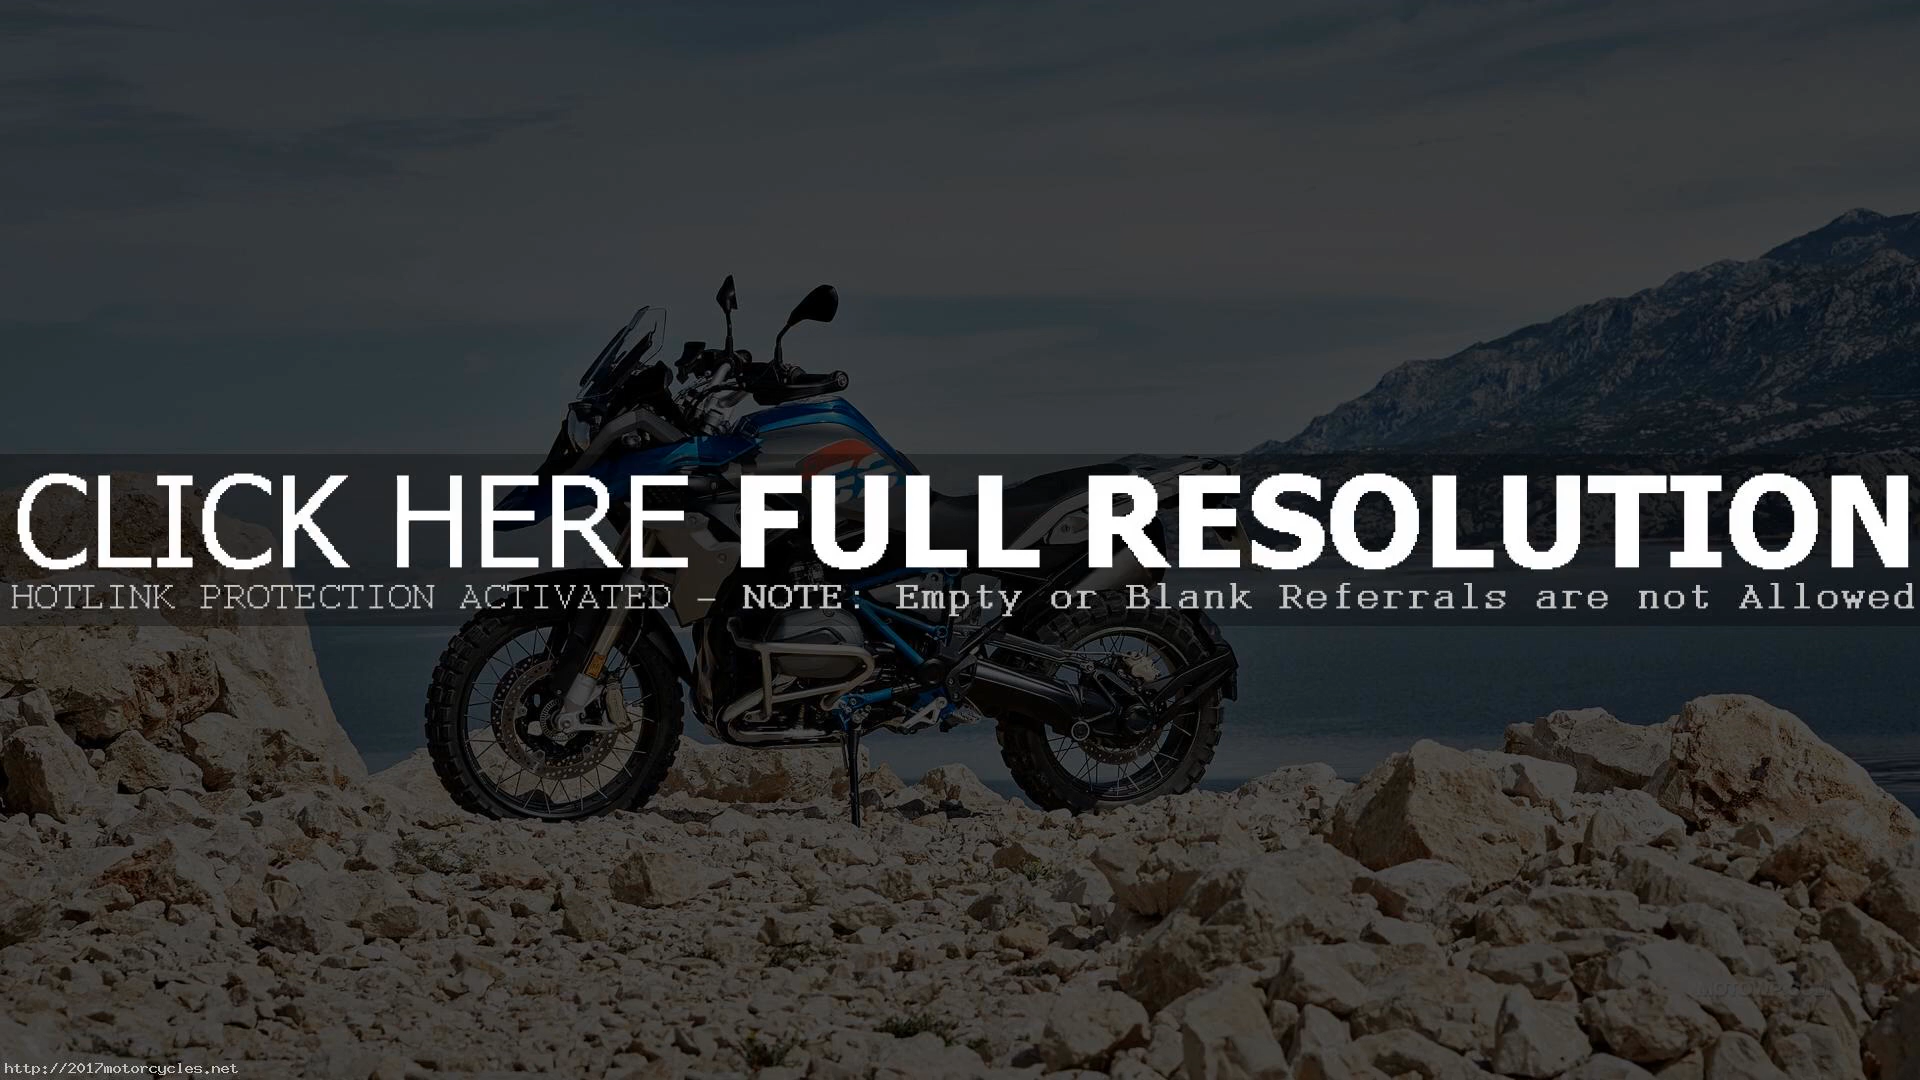 CLICK HERE FULL RESOLUTION
HOTLINK PROTECTION ACTIVATED – NOTE: Empty or Blank Referrals are not Allowed
http://2017motorcycles.net